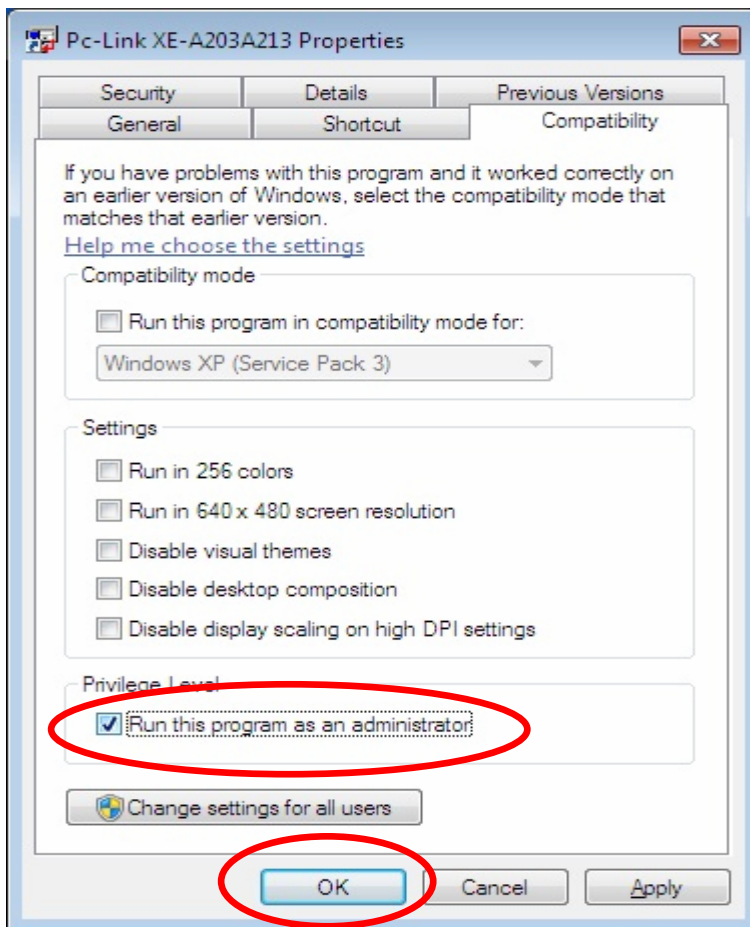 Pc-Link XE-A203A213 Properties
Security Details Previous Versions
General Shortcut Compatibility
If you have problems with this program and it worked correctly on
an earlier version of Windows, select the compatibility mode that
matches that earlier version.
Help me choose the settings
Compatibility mode
Run this program in compatibility mode for:
Windows XP (Service Pack 3)
Settings
Run in 256 colors
Run in 640 x 480 screen resolution
Disable visual themes
Disable desktop composition
Disable display scaling on high DPI settings
Privilege Level
Run this program as an administrator
Change settings for all users
OK Cancel Apply